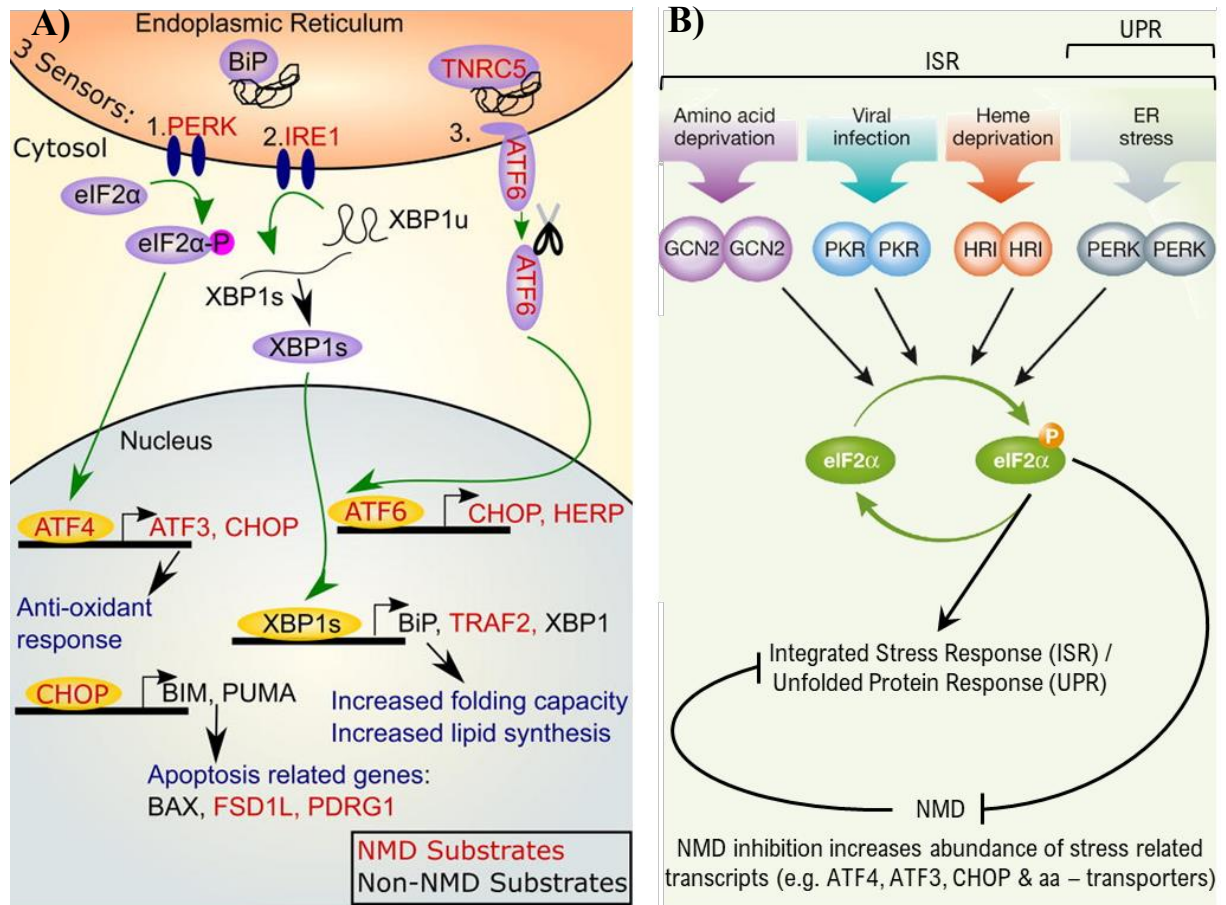 A)
Endoplasmic Reticulum
3 Sensors:
BiP
TNRC5
1.PERK
2.IRE1
3.
ATF6
Cytosol
eIF2α
eIF2α-P
XBP1u
XBP1s
ATF6
XBP1s
Nucleus
ATF4
ATF3, CHOP
ATF6
CHOP, HERP
Anti-oxidant
response
XBP1s
BiP, TRAF2, XBP1
CHOP
BIM, PUMA
Increased folding capacity
Increased lipid synthesis
Apoptosis related genes:
BAX, FSD1L, PDRG1
NMD Substrates
Non-NMD Substrates
B)
UPR
ISR
Amino acid
deprivation
Viral
infection
Heme
deprivation
ER
stress
GCN2 GCN2
PKR PKR
HRI HRI
PERK PERK
eIF2α
eIF2α
P
Integrated Stress Response (ISR) /
Unfolded Protein Response (UPR)
NMD
NMD inhibition increases abundance of stress related
transcripts (e.g. ATF4, ATF3, CHOP & aa – transporters)